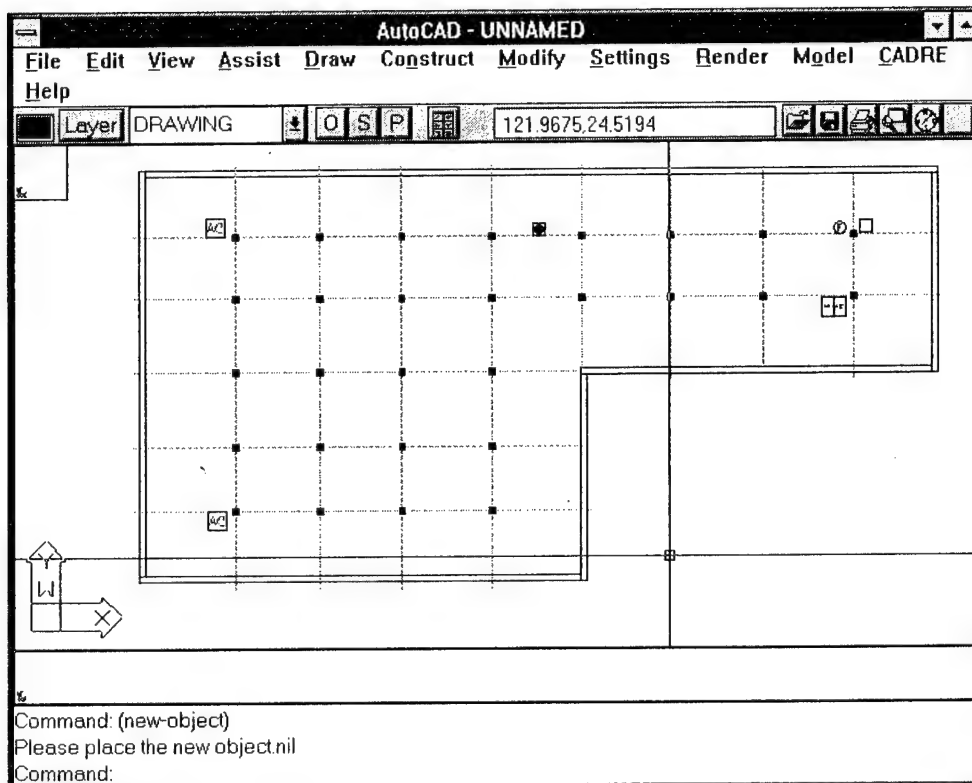 AutoCAD - UNNAMED
File Edit View Assist Draw Construct Modify Settings Render Model CADRE
Help
Layer DRAWING O S P 121.9675,24.5194
W
X
Command: (new-object)
Please place the new object.nil
Command: